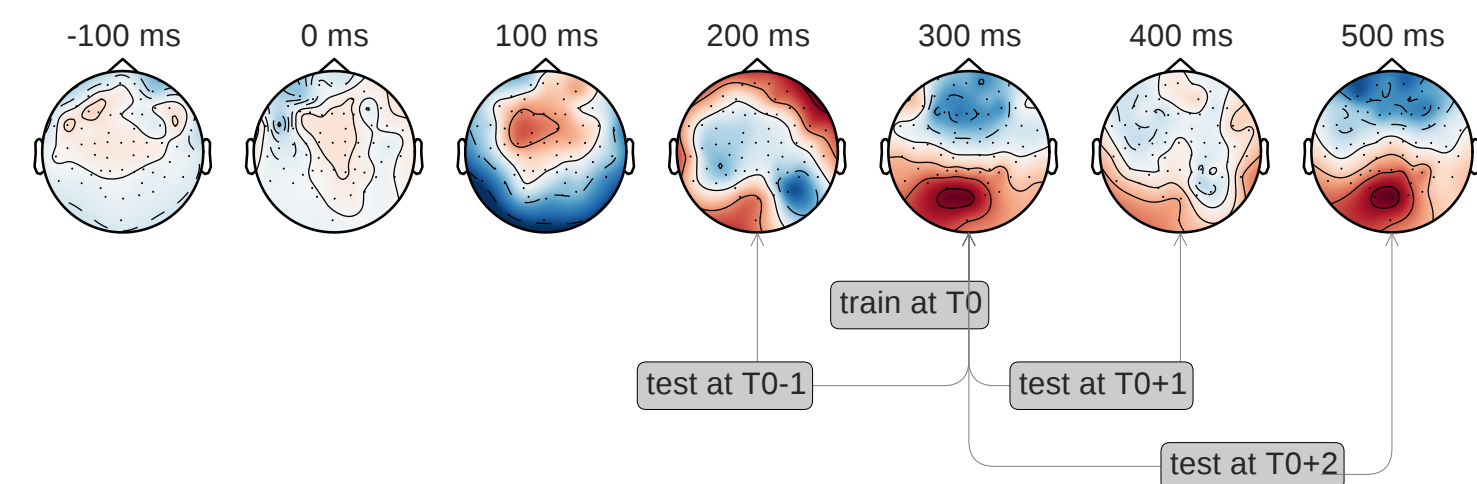 -100 ms 0 ms 100 ms 200 ms 300 ms 400 ms 500 ms
train at T0
test at T0-1 test at T0+1
test at T0+2